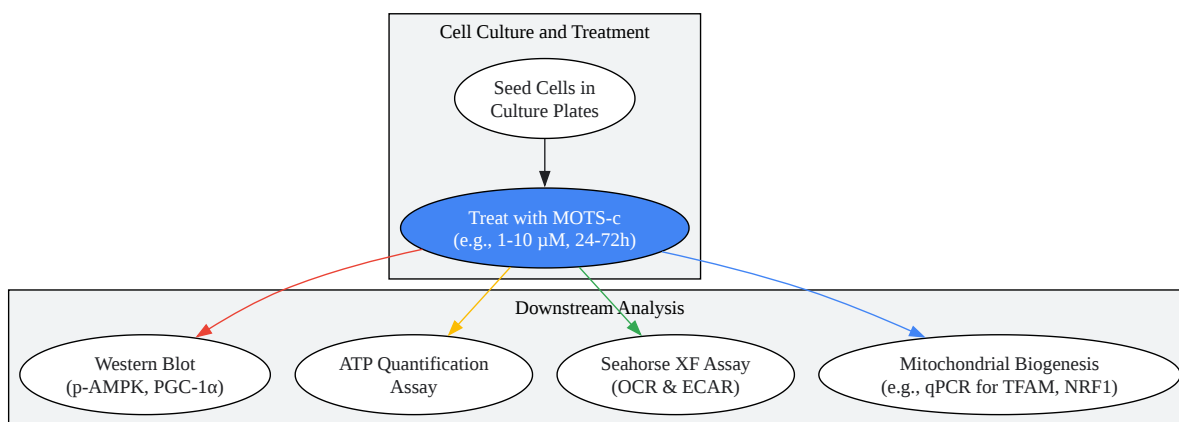 Cell Culture and Treatment
Seed Cells in
Culture Plates
Treat with MOTS-c
(e.g., 1-10 µM, 24-72h)
Downstream Analysis
Western Blot
(p-AMPK, PGC-1α)
ATP Quantification
Assay
Seahorse XF Assay
(OCR & ECAR)
Mitochondrial Biogenesis
(e.g., qPCR for TFAM, NRF1)